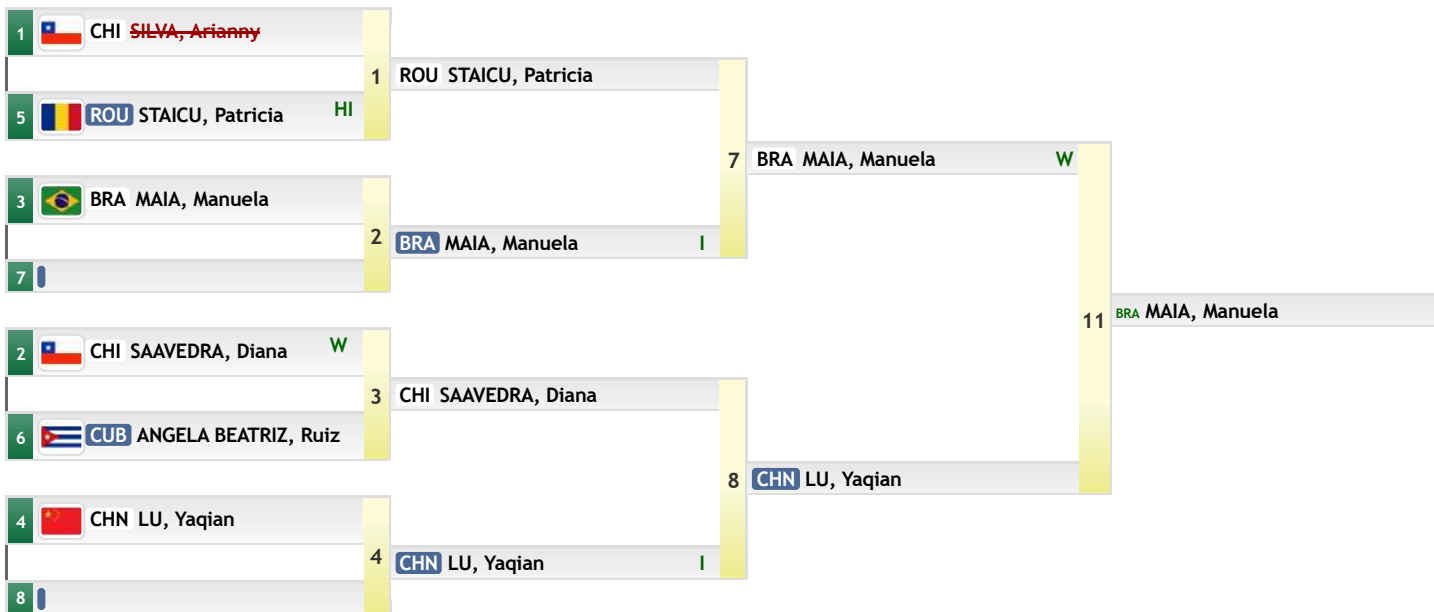 1 CHI SILVA, Arianny
1 ROU STAICU, Patricia
5 ROU STAICU, Patricia HI
7 BRA MAIA, Manuela W
3 BRA MAIA, Manuela
2 BRA MAIA, Manuela I
7
11 BRA MAIA, Manuela
2 CHI SAAVEDRA, Diana W
3 CHI SAAVEDRA, Diana
6 CUB ANGELA BEATRIZ, Ruiz
8 CHN LU, Yaqian
4 CHN LU, Yaqian
4 CHN LU, Yaqian I
8